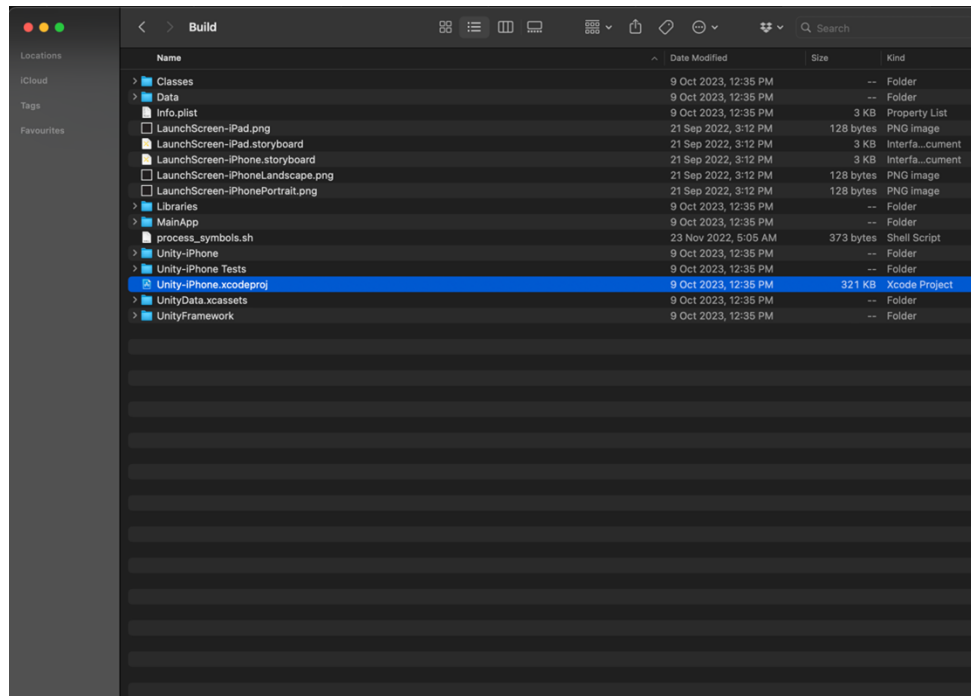 Build
Search
Locations
iCloud
Tags
Favourites
Name Date Modified Size Kind
Classes 9 Oct 2023, 12:35 PM -- Folder
Data 9 Oct 2023, 12:35 PM -- Folder
Info.plist 9 Oct 2023, 12:35 PM 3 KB Property List
LaunchScreen-iPad.png 21 Sep 2022, 3:12 PM 128 bytes PNG image
LaunchScreen-iPad.storyboard 21 Sep 2022, 3:12 PM 3 KB Interfa...cument
LaunchScreen-iPhone.storyboard 21 Sep 2022, 3:12 PM 3 KB Interfa...cument
LaunchScreen-iPhoneLandscape.png 21 Sep 2022, 3:12 PM 128 bytes PNG image
LaunchScreen-iPhonePortrait.png 21 Sep 2022, 3:12 PM 128 bytes PNG image
Libraries 9 Oct 2023, 12:35 PM -- Folder
MainApp 9 Oct 2023, 12:35 PM -- Folder
process_symbols.sh 23 Nov 2022, 5:05 AM 373 bytes Shell Script
Unity-iPhone 9 Oct 2023, 12:35 PM -- Folder
Unity-iPhone Tests 9 Oct 2023, 12:35 PM -- Folder
Unity-iPhone.xcodeproj 9 Oct 2023, 12:35 PM 321 KB Xcode Project
UnityData.xcassets 9 Oct 2023, 12:35 PM -- Folder
UnityFramework 9 Oct 2023, 12:35 PM -- Folder